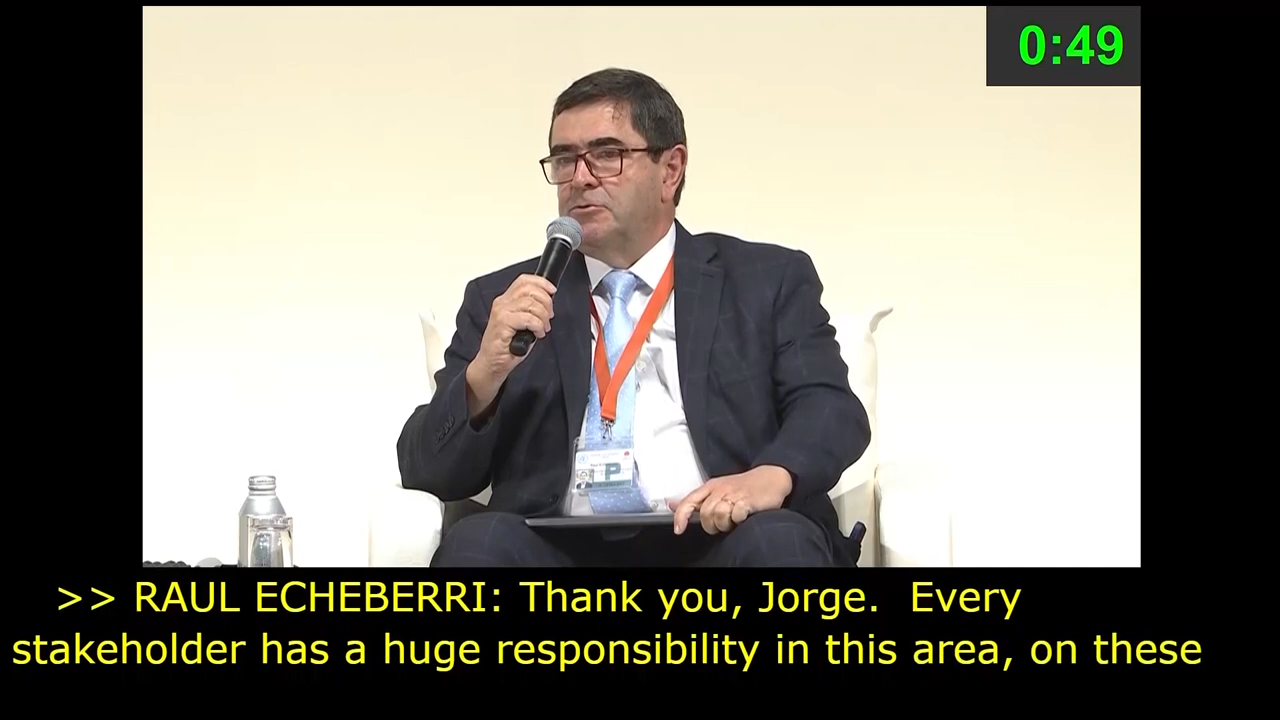 0:49
P
>> RAUL ECHEBERRI: Thank you, Jorge.  Every
stakeholder has a huge responsibility in this area, on these